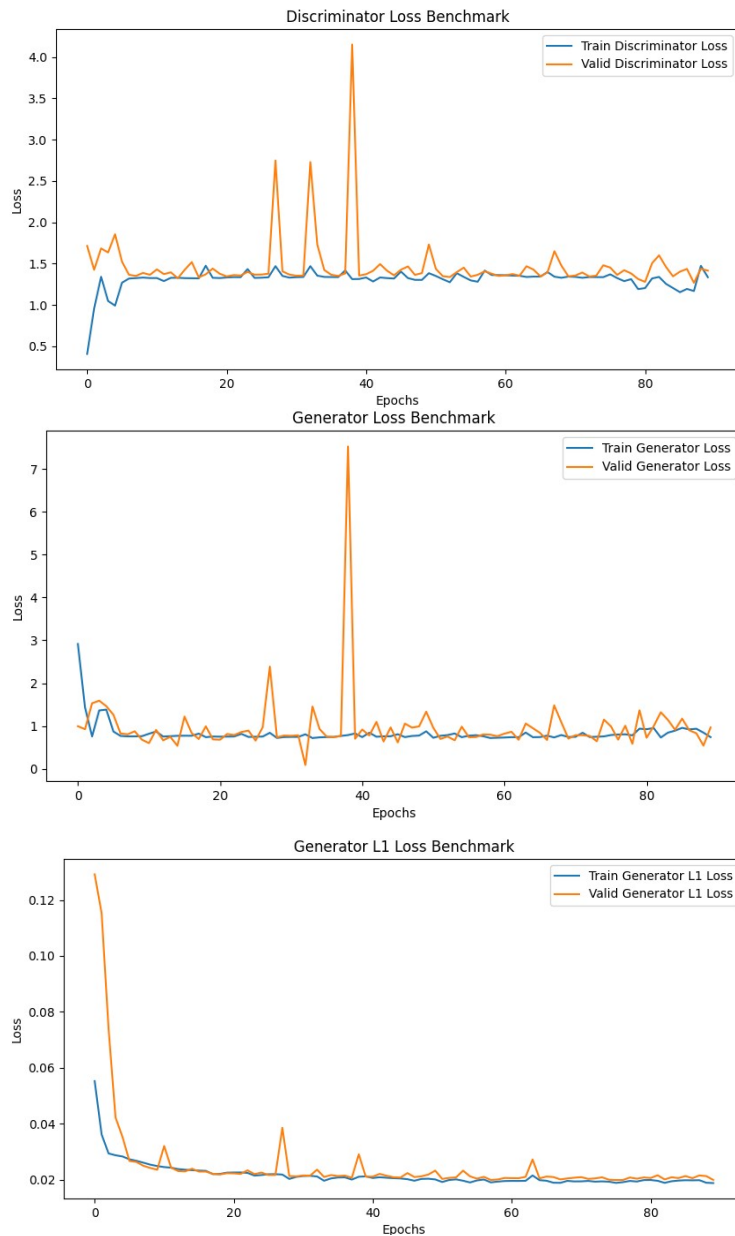 Discriminator Loss Benchmark
Train Discriminator Loss
Valid Discriminator Loss
4.0
3.5
3.0
2.5
2.0
1.5
1.0
0.5
Loss
0 20 40 60 80
Epochs
Generator Loss Benchmark
Train Generator Loss
Valid Generator Loss
7
6
5
4
3
2
1
0
Loss
0 20 40 60 80
Epochs
Generator L1 Loss Benchmark
Train Generator L1 Loss
Valid Generator L1 Loss
0.12
0.10
0.08
0.06
0.04
0.02
Loss
0 20 40 60 80
Epochs